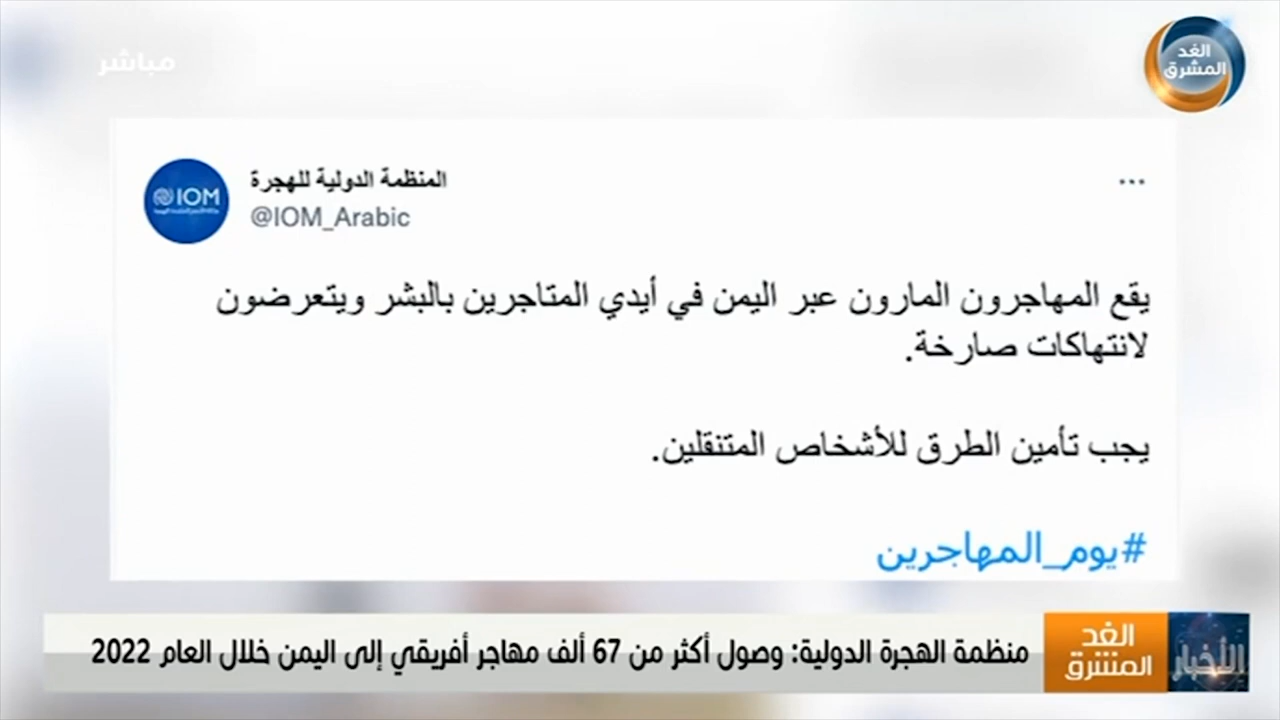 مباشر
الغد
المشرق
المنظمة الدولية للهجرة
@IOM_Arabic
IOM
يقع المهاجرون المارون عبر اليمن في أيدي المتاجرين بالبشر ويتعرضون
لانتهاكات صارخة.
يجب تأمين الطرق للأشخاص المتنقلين.
#يوم_المهاجرين
الأخبار
الغد
المشرق
منظمة الهجرة الدولية: وصول أكثر من 67 ألف مهاجر أفريقي إلى اليمن خلال العام 2022